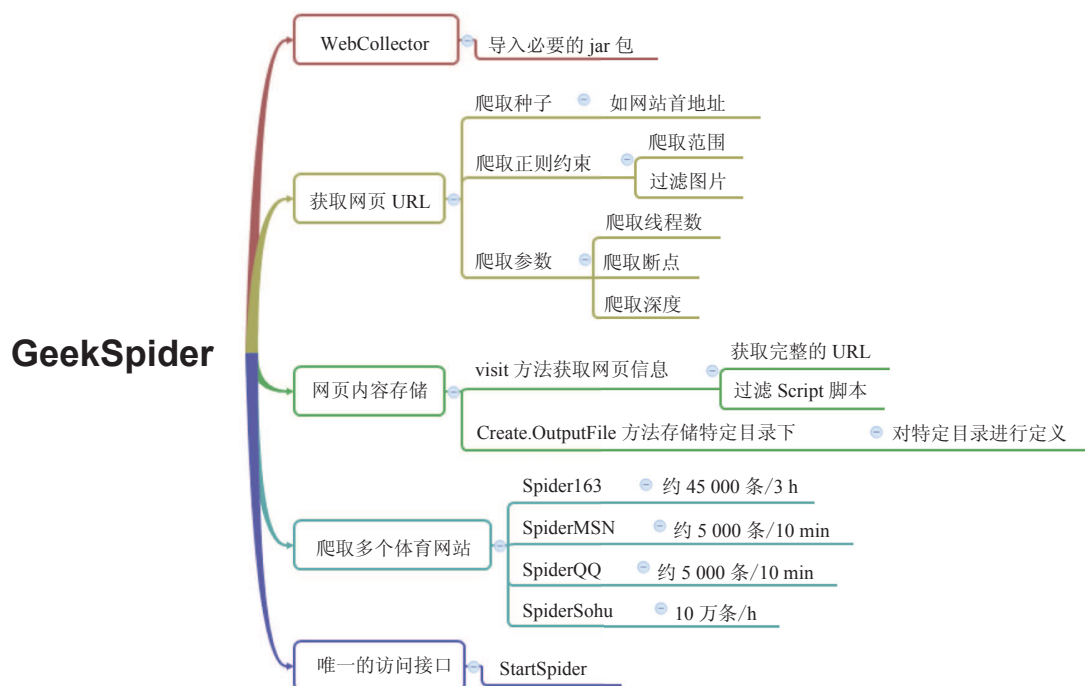 GeekSpider
WebCollector
导入必要的 jar 包
获取网页 URL
爬取种子
如网站首地址
爬取正则约束
爬取范围
过滤图片
爬取参数
爬取线程数
爬取断点
爬取深度
网页内容存储
visit 方法获取网页信息
获取完整的 URL
过滤 Script 脚本
Create.OutputFile 方法存储特定目录下
对特定目录进行定义
爬取多个体育网站
Spider163
约 45 000 条/3 h
SpiderMSN
约 5 000 条/10 min
SpiderQQ
约 5 000 条/10 min
SpiderSohu
10 万条/h
唯一的访问接口
StartSpider